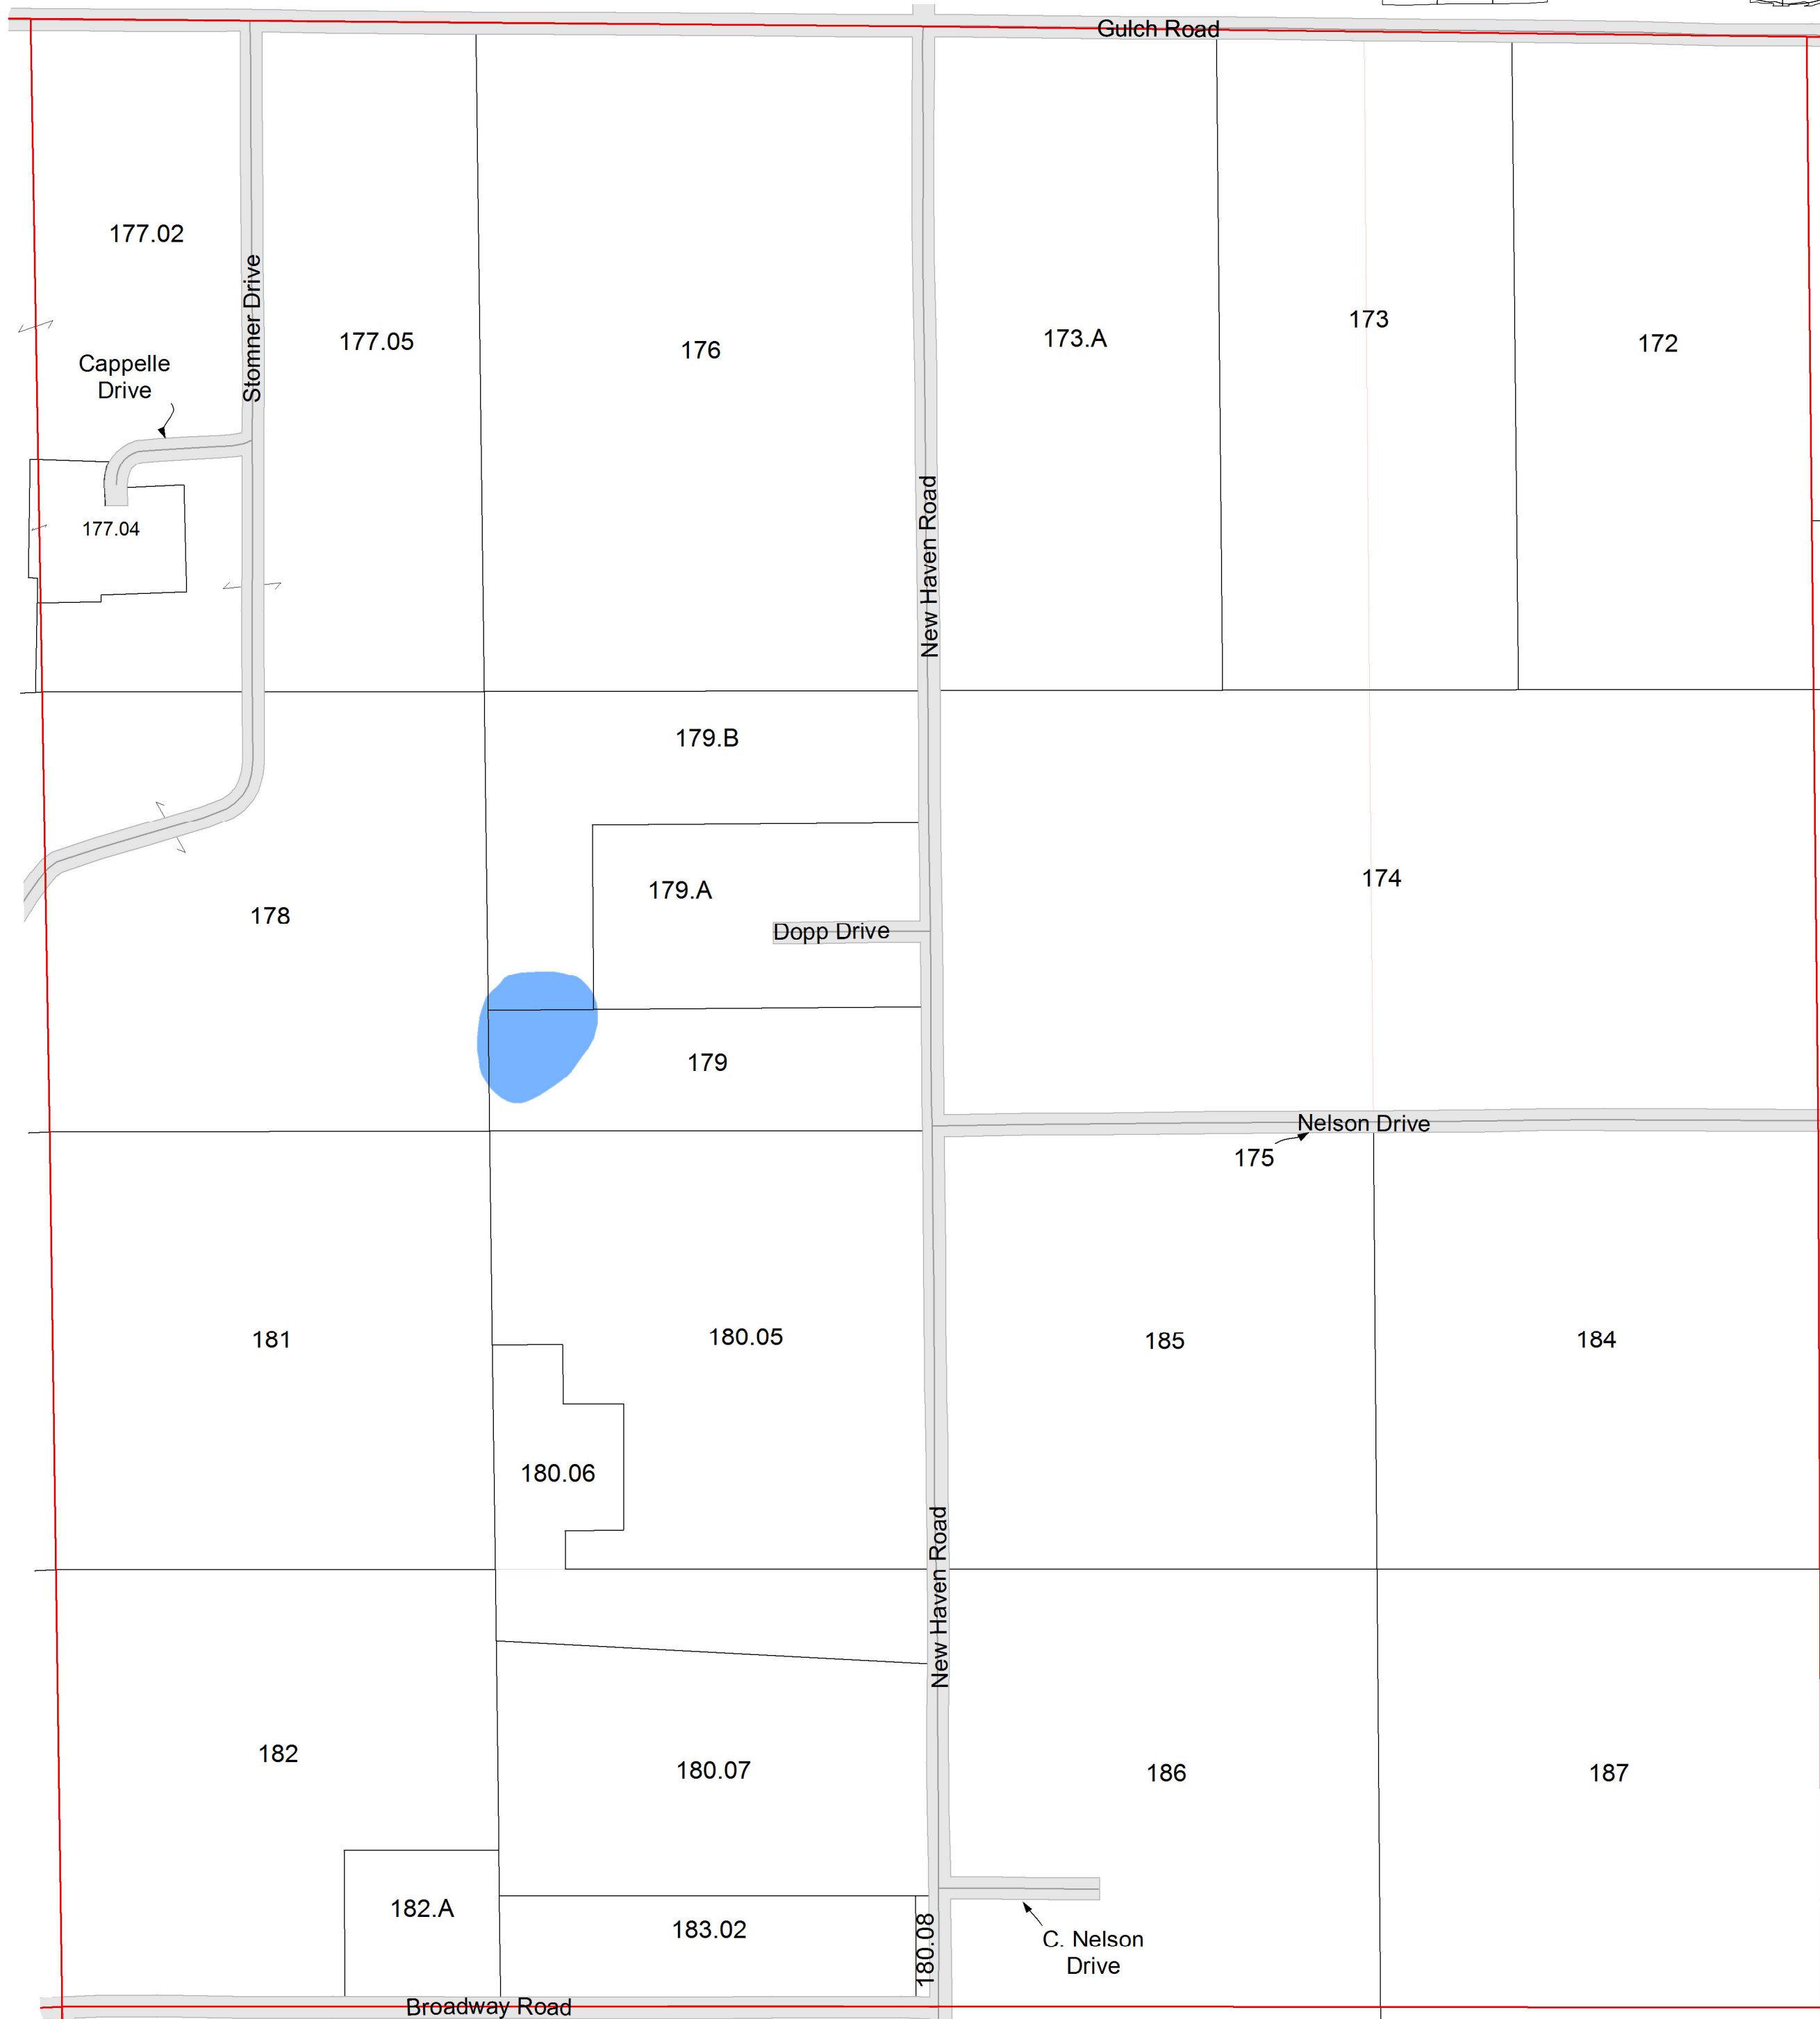 Gulch Road
177.02
Stomner Drive
173
173.A
177.05
172
176
Cappelle
Drive
177.04
New Haven Road
179.B
174
179.A
178
Dopp Drive
179
Nelson Drive
175
181
180.05
185
184
180.06
New Haven Road
182
180.07
186
187
182.A
183.02
180.08
C. Nelson
Drive
Broadway Road